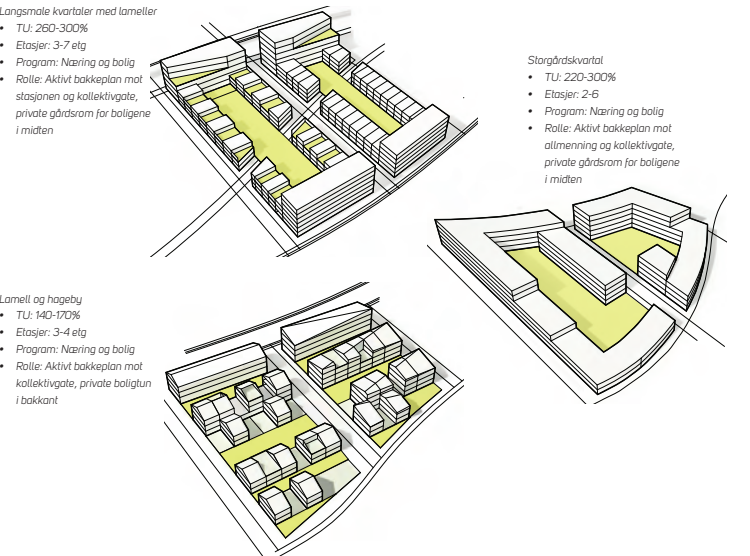 Langsmale kvartaler med lameller
• TU: 260-300%
• Etasjer: 3-7 etg
• Program: Næring og bolig
• Rolle: Aktivt bakkeplan mot
stasjonen og kollektivgate,
private gårdsrom for boligene
i midten
Storgårdskvartal
• TU: 220-300%
• Etasjer: 2-6
• Program: Næring og bolig
• Rolle: Aktivt bakkeplan mot
allmenning og kollektivgate,
private gårdsrom for boligene
i midten
Lamell og hageby
• TU: 140-170%
• Etasjer: 3-4 etg
• Program: Næring og bolig
• Rolle: Aktivt bakkeplan mot
kollektivgate, private boligtun
i bakkant